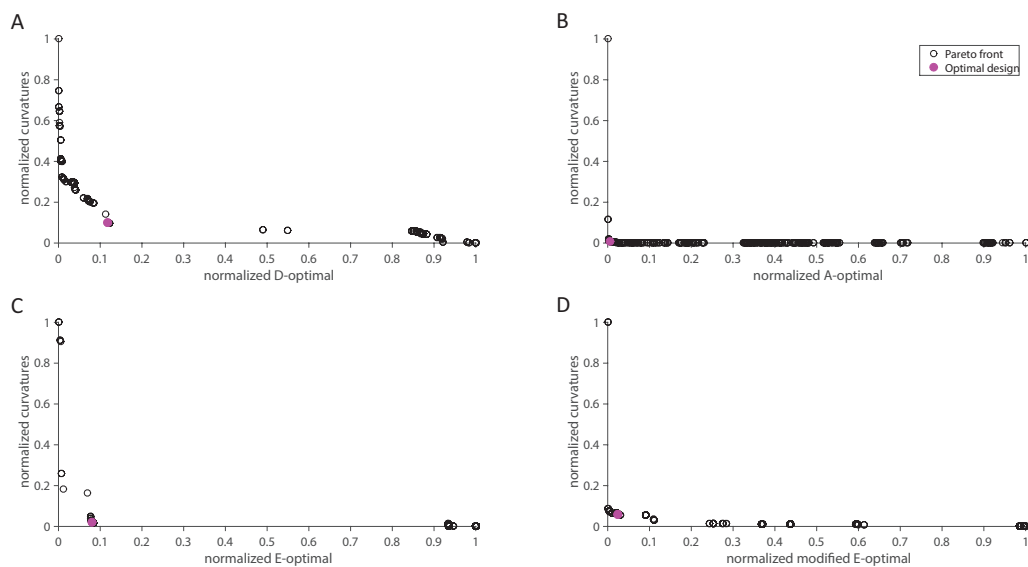 A
normalized curvatures
1
0.8
0.6
0.4
0.2
0
0 0.1 0.2 0.3 0.4 0.5 0.6 0.7 0.8 0.9 1
normalized D-optimal
B
normalized curvatures
1
0.8
0.6
0.4
0.2
0
0 0.1 0.2 0.3 0.4 0.5 0.6 0.7 0.8 0.9 1
normalized A-optimal
Pareto front
Optimal design
C
normalized curvatures
1
0.8
0.6
0.4
0.2
0
0 0.1 0.2 0.3 0.4 0.5 0.6 0.7 0.8 0.9 1
normalized E-optimal
D
normalized curvatures
1
0.8
0.6
0.4
0.2
0
0 0.1 0.2 0.3 0.4 0.5 0.6 0.7 0.8 0.9 1
normalized modified E-optimal